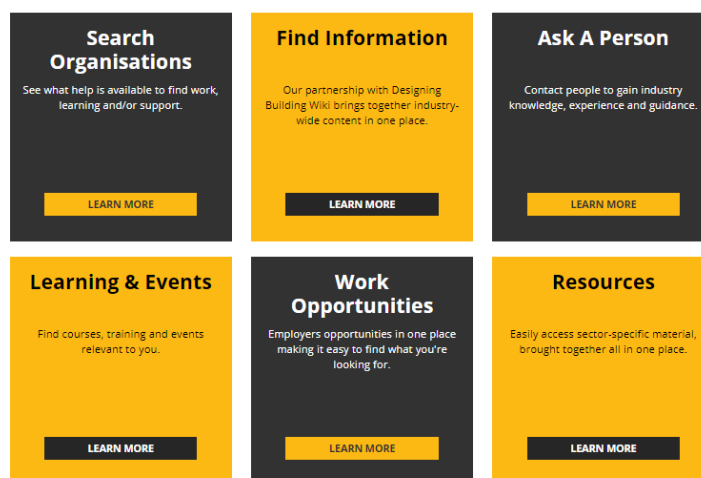 Search
Organisations
See what help is available to find work,
learning and/or support.
LEARN MORE
Find Information
Our partnership with Designing
Building Wiki brings together industry-
wide content in one place.
LEARN MORE
Ask A Person
Contact people to gain industry
knowledge, experience and guidance.
LEARN MORE
Learning & Events
Find courses, training and events
relevant to you.
LEARN MORE
Work
Opportunities
Employers opportunities in one place
making it easy to find what you're
looking for.
LEARN MORE
Resources
Easily access sector-specific material,
brought together all in one place.
LEARN MORE